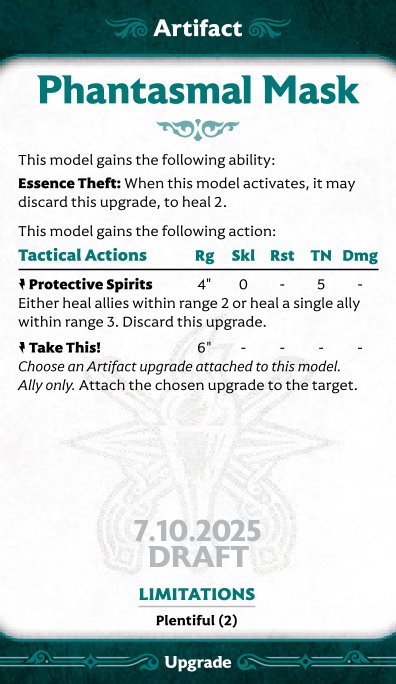 Artifact
Phantasmal Mask
This model gains the following ability:
Essence Theft: When this model activates, it may
discard this upgrade, to heal 2.
This model gains the following action:
Tactical Actions Rg Skl Rst TN Dmg
Protective Spirits 4" 0 - 5 -
Either heal allies within range 2 or heal a single ally
within range 3. Discard this upgrade.
Take This! 6" - - - -
Choose an Artifact upgrade attached to this model.
Ally only. Attach the chosen upgrade to the target.
7.10.2025
DRAFT
LIMITATIONS
Plentiful (2)
Upgrade